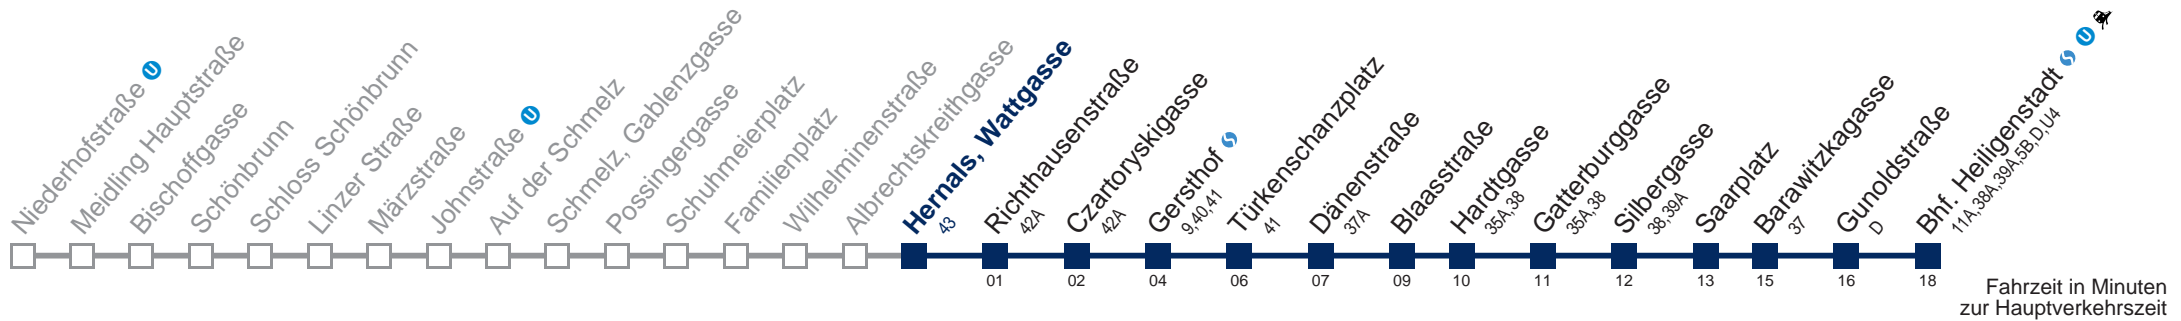 Niederhofstraße U
Meidling Hauptstraße
Bischoffgasse
Schönbrunn
Schloss Schönbrunn
Linzer Straße
Märzstraße
Johnstraße U
Auf der Schmelz
Schmelz, Gablenzgasse
Possingergasse
Schuhmeierplatz
Familienplatz
Wilhelminenstraße
Albrechtskreithgasse
Hernals, Wattgasse
43
Richthausenstraße
42A
01
Czartoryskigasse
42A
02
Gersthof S
9,40,41
04
Türkenschanzplatz
41
06
Dänenstraße
37A
07
Blaasstraße
09
Hardtgasse
35A,38
10
Gatterburggasse
35A,38
11
Silbergasse
38,39A
12
Saarplatz
13
Barawitzkagasse
37
15
Gunoldstraße
D
16
Bhf. Heiligenstadt S U
11A,38A,39A,5B,D,U4
18
Fahrzeit in Minuten
zur Hauptverkehrszeit